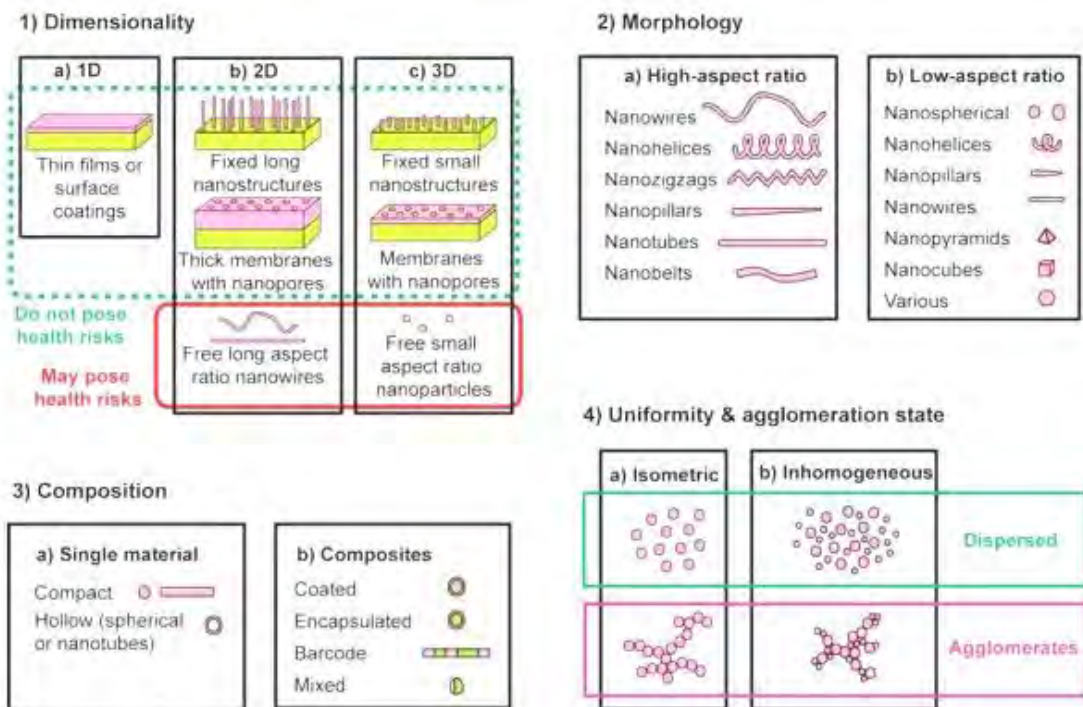 1) Dimensionality
a) 1D
Thin films or
surface
coatings
b) 2D
Fixed long
nanostructures
Thick membranes
with nanopores
Free long aspect
ratio nanowires
c) 3D
Fixed small
nanostructures
Membranes
with nanopores
Free small
aspect ratio
nanoparticles
Do not pose
health risks
May pose
health risks
2) Morphology
a) High-aspect ratio
Nanowires
Nanohelices
Nanozigzags
Nanopillars
Nanotubes
Nanobelts
b) Low-aspect ratio
Nanospherical
Nanohelices
Nanopillars
Nanowires
Nanopyramids
Nanocubes
Various
3) Composition
a) Single material
Compact
Hollow (spherical
or nanotubes)
b) Composites
Coated
Encapsulated
Barcode
Mixed
4) Uniformity & agglomeration state
a) Isometric
b) Inhomogeneous
Dispersed
Agglomerates